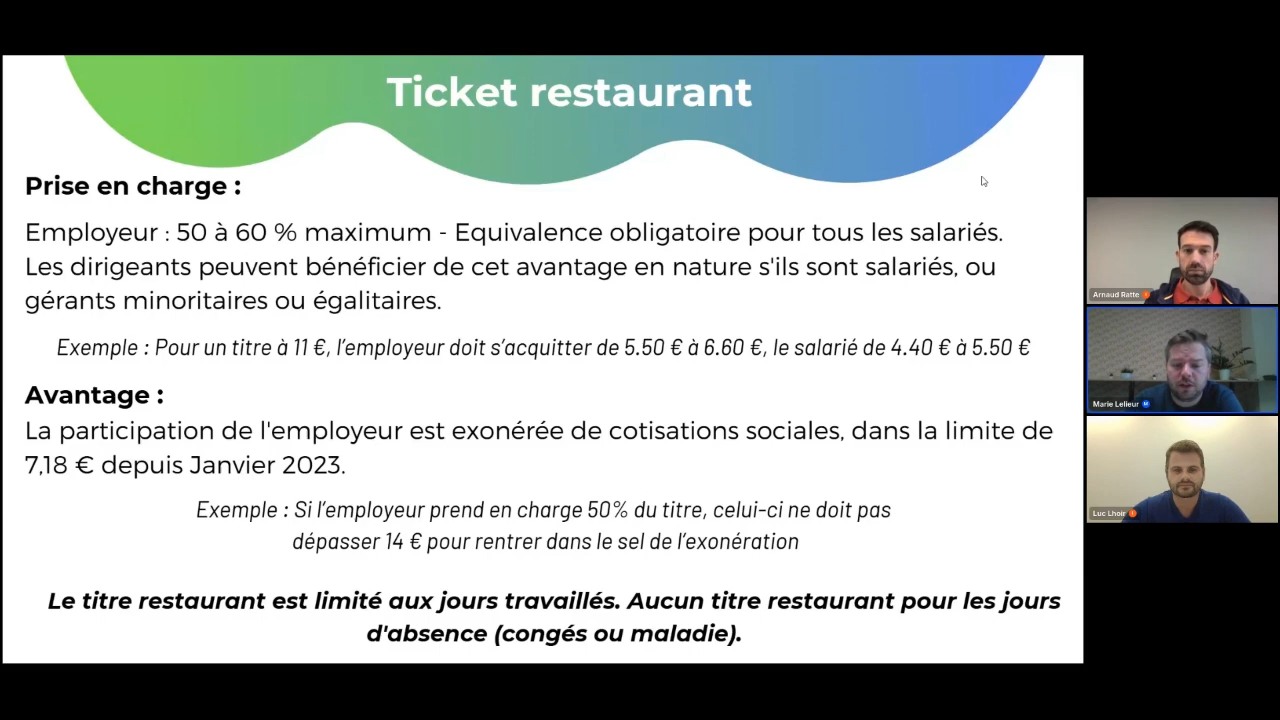 Ticket restaurant
Prise en charge :
Employeur : 50 à 60 % maximum - Equivalence obligatoire pour tous les salariés.
Les dirigeants peuvent bénéficier de cet avantage en nature s'ils sont salariés, ou
gérants minoritaires ou égalitaires.
Exemple : Pour un titre à 11 €, l'employeur doit s'acquitter de 5.50 € à 6.60 €, le salarié de 4.40 € à 5.50 €
Avantage :
La participation de l'employeur est exonérée de cotisations sociales, dans la limite de
7,18 € depuis Janvier 2023.
Exemple : Si l'employeur prend en charge 50% du titre, celui-ci ne doit pas
dépasser 14 € pour rentrer dans le sel de l'exonération
Le titre restaurant est limité aux jours travaillés. Aucun titre restaurant pour les jours
d'absence (congés ou maladie).
Arnaud Ratte
Marie Lelieur
Luc Lhoir